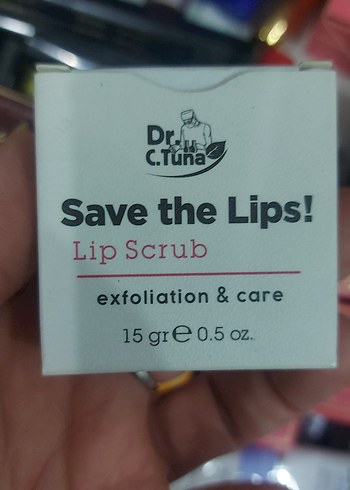 Dr.
C.Tuna
Save the Lips!
Lip Scrub
exfoliation & care
15 gr ℮ 0.5 oz.